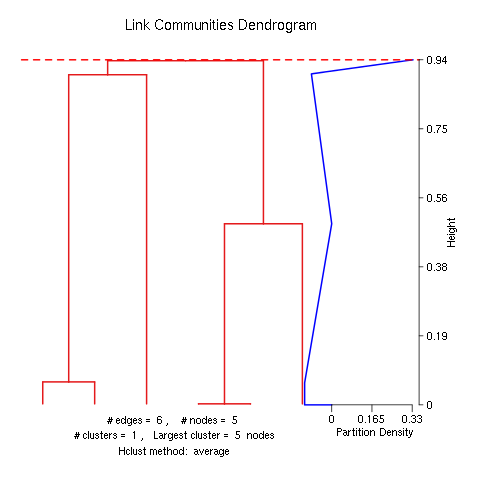 Link Communities Dendrogram
0.94
0.75
0.56
Height
0.38
0.19
0
0 0.165 0.33
Partition Density
# edges = 6 , # nodes = 5
# clusters = 1 , Largest cluster = 5 nodes
Hclust method: average